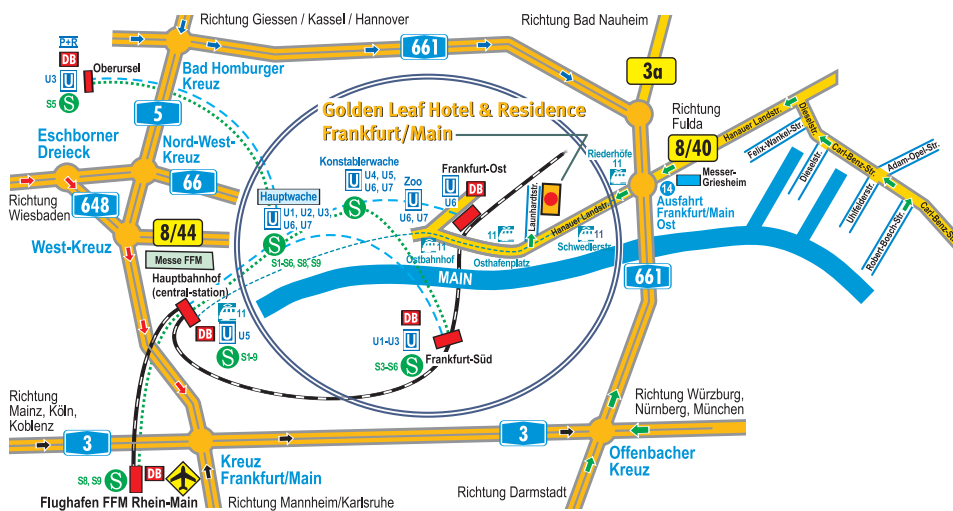 Richtung Giessen / Kassel / Hannover
Richtung Bad Nauheim
P+R
DB
Oberursel
U3
U
S5
S
661
Bad Homburger
Kreuz
3a
5
Golden Leaf Hotel & Residence
Frankfurt/Main
Richtung
Fulda
8/40
Hanauer Landstr.
Dieselstr.
Felix-Wankel-Str.
Dieselstr.
Carl-Benz-Str.
Adam-Opel-Str.
Uhlfelderstr.
Robert-Bosch-Str.
Carl-Benz-Str.
Eschborner
Dreieck
Nord-West-
Kreuz
66
Richtung
Wiesbaden
648
West-Kreuz
8/44
Konstablerwache
U
U4, U5,
U6, U7
S
Hauptwache
U
U1, U2, U3,
U6, U7
S
S1-S6, S8, S9
Zoo
U
U6, U7
Frankfurt-Ost
U
DB
U6
Riederhöfe
11
Launhardtstr.
Hanauer Landstr.
14
Messer-
Griesheim
Ausfahrt
Frankfurt/Main
Ost
11
Ostbahnhof
11
Osthafenplatz
11
Schwedlerstr.
Messe FFM
Hauptbahnhof
(central-station)
11
DB
U
U5
S
S1-9
MAIN
661
DB
U1-U3
U
Frankfurt-Süd
S3-S6
S
Richtung
Mainz, Köln,
Koblenz
3
3
Richtung Würzburg,
Nürnberg, München
Kreuz
Frankfurt/Main
Offenbacher
Kreuz
S8, S9
S
DB
Flughafen FFM Rhein-Main
Richtung Mannheim/Karlsruhe
Richtung Darmstadt